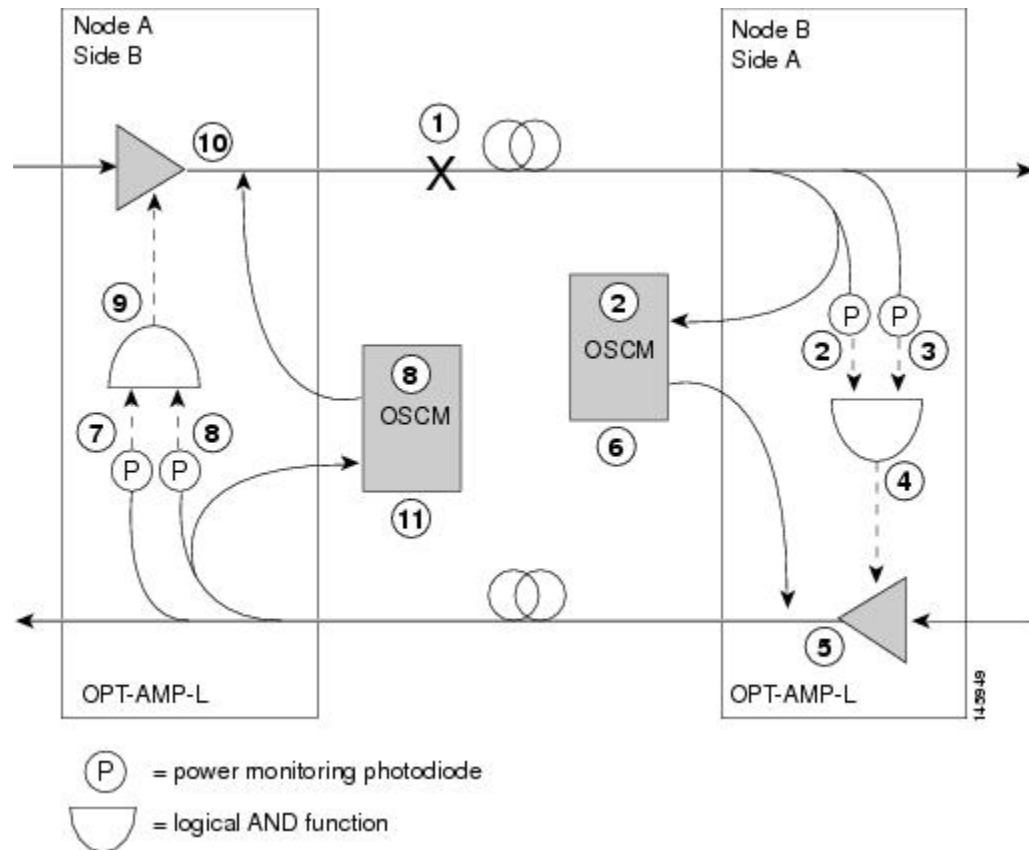 Node A
Side B
Node B
Side A
1
10
9
2
OSCM
P
P
2
3
8
OSCM
6
7
8
4
P
P
11
5
OPT-AMP-L
OPT-AMP-L
145949
P = power monitoring photodiode
= logical AND function